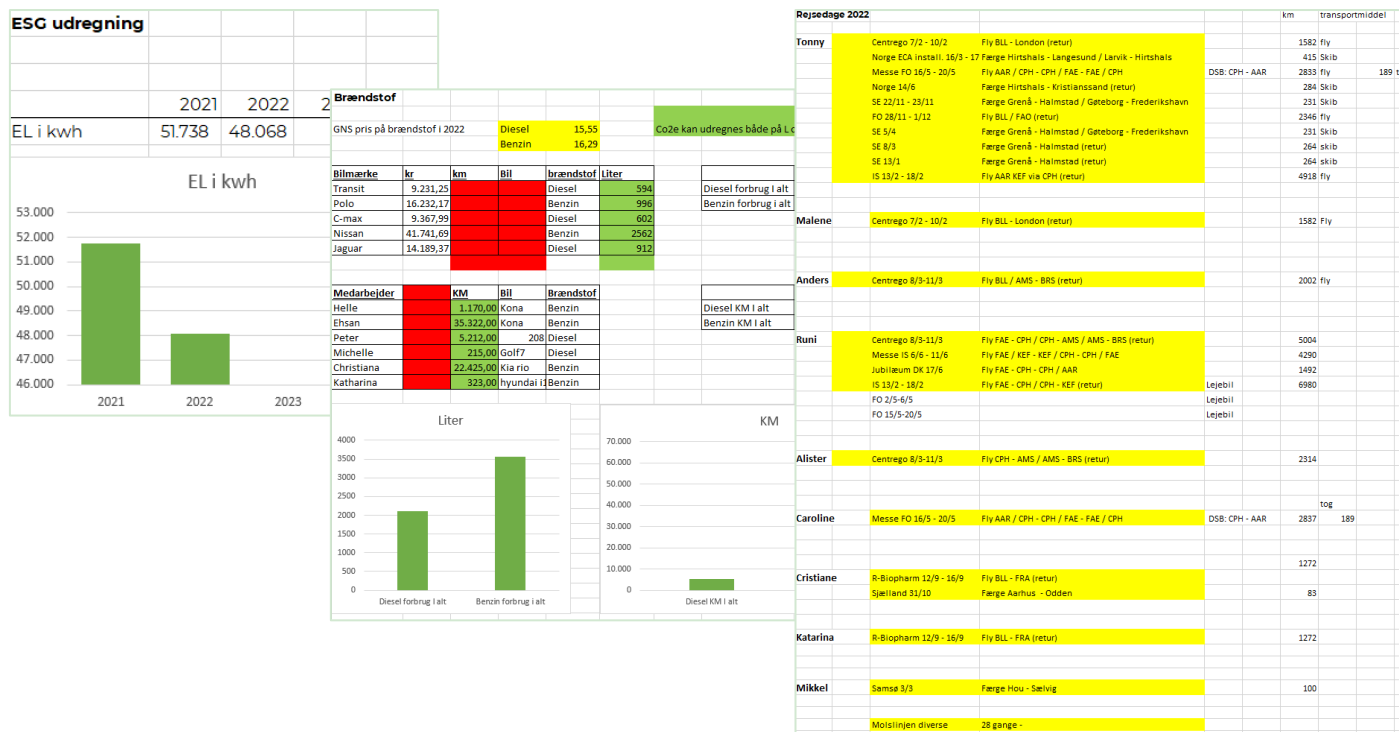 ESG udregning
2021 2022
EL i kwh 51.738 48.068
EL i kwh
53.000
52.000
51.000
50.000
49.000
48.000
47.000
46.000
2021 2022 2023
Brændstof
GNS pris på brændstof i 2022 Diesel 15,55 Co2e kan udregnes både på L
Benzin 16,29
Bilmærke kr km Bil brændstof Liter
Transit 9.231,25 Diesel 594 Diesel forbrug I alt
Polo 16.232,17 Benzin 996 Benzin forbrug i alt
C-max 9.367,99 Diesel 602
Nissan 41.741,69 Benzin 2562
Jaguar 14.189,37 Diesel 912
Medarbejder KM Bil Brændstof
Helle 1.170,00 Kona Benzin Diesel KM I alt
Ehsan 35.322,00 Kona Benzin Benzin KM I alt
Peter 5.212,00 208 Diesel
Michelle 215,00 Golf7 Diesel
Christiana 22.425,00 Kia rio Benzin
Katharina 323,00 hyundai Benzin
Liter
4000
3500
3000
2500
2000
1500
1000
500
0
Diesel forbrug I alt Benzin forbrug i alt
KM
70.000
60.000
50.000
40.000
30.000
20.000
10.000
0
Diesel KM I alt
Rejsedage 2022 km transportmiddel
Tonny Centrego 7/2 - 10/2 Fly BLL - London (retur) 1582 fly
Norge ECA install. 16/3 - 17 Færge Hirtshals - Langesund / Larvik - Hirtshals 415 Skib
Messe FO 16/5 - 20/5 Fly AAR / CPH - CPH / FAE - FAE / CPH DSB: CPH - AAR 2833 fly 189 t
Norge 14/6 Færge Hirtshals - Kristianssand (retur) 284 Skib
SE 22/11 - 23/11 Færge Grenå - Halmstad / Gøteborg - Frederikshavn 231 Skib
FO 28/11 - 1/12 Fly BLL / FAO (retur) 2346 fly
SE 5/4 Færge Grenå - Halmstad / Gøteborg - Frederikshavn 231 Skib
SE 8/3 Færge Grenå - Halmstad (retur) 264 skib
SE 13/1 Færge Grenå - Halmstad (retur) 264 skib
IS 13/2 - 18/2 Fly AAR KEF via CPH (retur) 4918 fly
Malene Centrego 7/2 - 10/2 Fly BLL - London (retur) 1582 Fly
Anders Centrego 8/3-11/3 Fly BLL / AMS - BRS (retur) 2002 fly
Runi Centrego 8/3-11/3 Fly FAE - CPH / CPH - AMS / AMS - BRS (retur) 5004
Messe IS 6/6 - 11/6 Fly FAE / KEF - KEF / CPH - CPH / FAE 4290
Jubilæum DK 17/6 Fly FAE - CPH - CPH / AAR 1492
IS 13/2 - 18/2 Fly FAE - CPH / CPH - KEF (retur) Lejebil 6980
FO 2/5-6/5 Lejebil
FO 15/5-20/5 Lejebil
Alister Centrego 8/3-11/3 Fly CPH - AMS / AMS - BRS (retur) 2314
tog
Caroline Messe FO 16/5 - 20/5 Fly AAR / CPH - CPH / FAE - FAE / CPH DSB: CPH - AAR 2837 189
1272
Cristiane R-Biopharm 12/9 - 16/9 Fly BLL - FRA (retur)
Sjælland 31/10 Færge Aarhus - Odden 83
Katarina R-Biopharm 12/9 - 16/9 Fly BLL - FRA (retur) 1272
Mikkel Samsø 3/3 Færge Hou - Sælvig 100
Molslinjen diverse 28 gange -